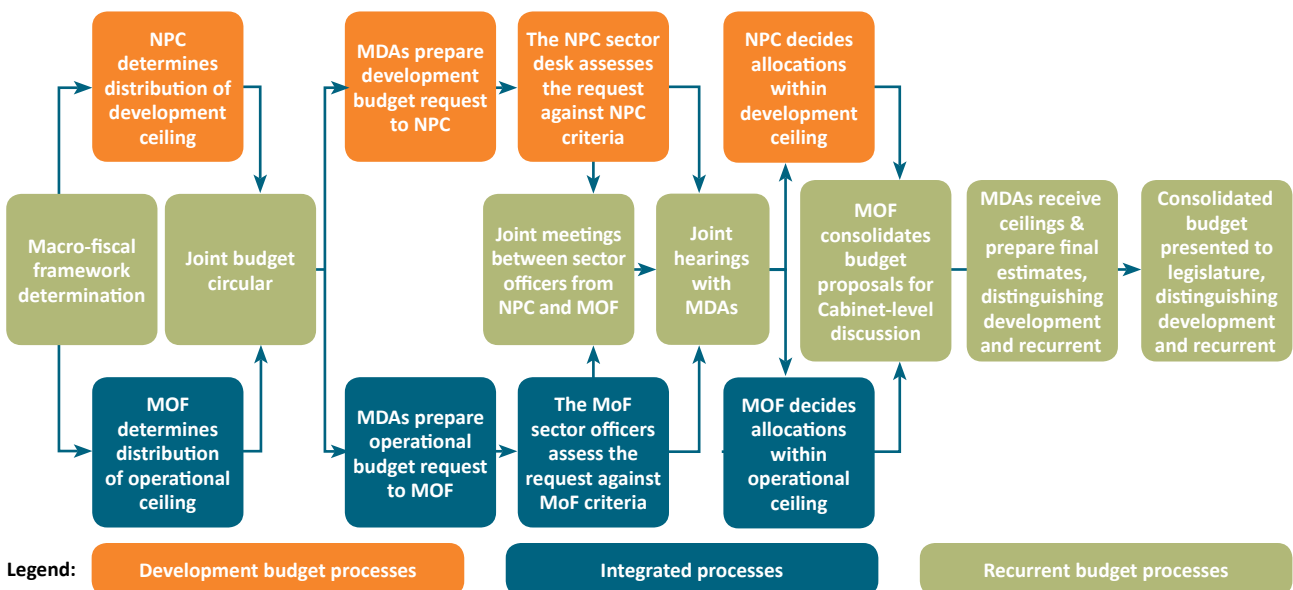 NPC
determines
distribution of
development
ceiling
MDAs prepare
development
budget request
to NPC
The NPC sector
desk assesses
the request
against NPC
criteria
NPC decides
allocations
within
development
ceiling
Macro-fiscal
framework
determination
Joint budget
circular
Joint meetings
between sector
officers from
NPC and MOF
Joint
hearings
with
MDAs
MOF
consolidates
budget
proposals for
Cabinet-level
discussion
MDAs receive
ceilings &
prepare final
estimates,
distinguishing
development
and recurrent
Consolidated
budget
presented to
legislature,
distinguishing
development
and recurrent
MOF
determines
distribution
of operational
ceiling
MDAs prepare
operational
budget request
to MOF
The MoF
sector officers
assess the
request against
MoF criteria
MOF decides
allocations
within
operational
ceiling
Legend:
Development budget processes
Integrated processes
Recurrent budget processes